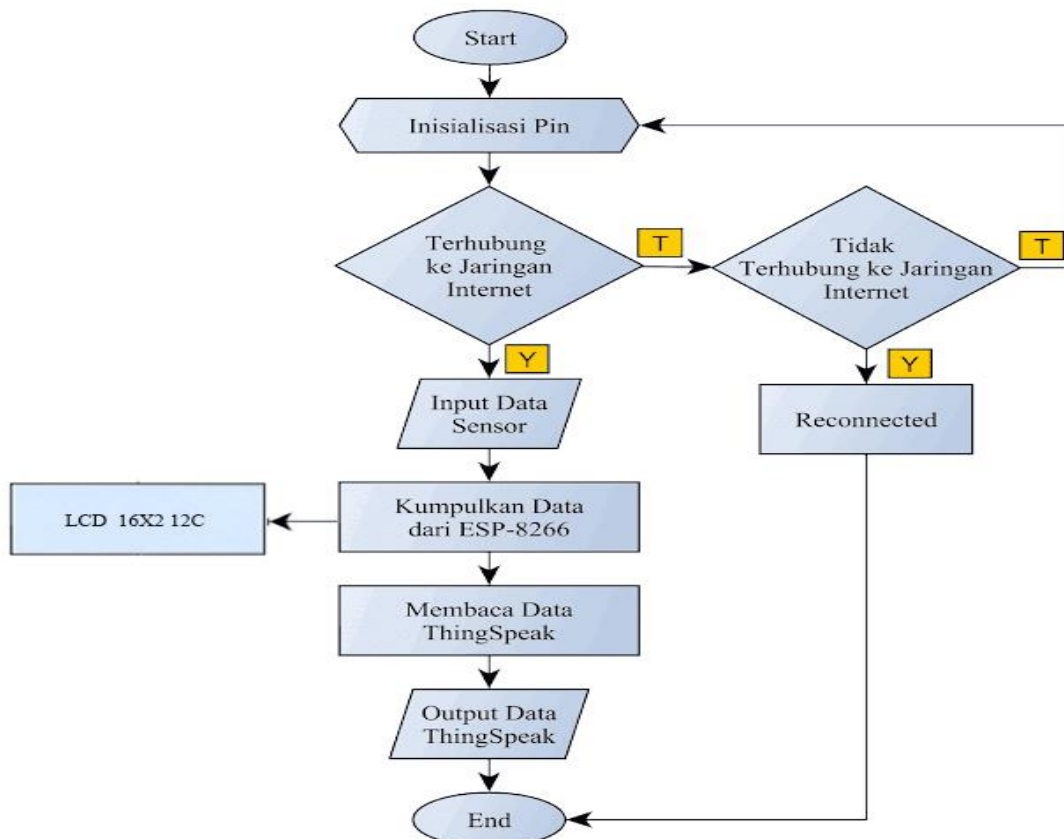 Start
Inisialisasi Pin
Terhubung
ke Jaringan
Internet
T
Tidak
Terhubung ke Jaringan
Internet
T
Y
Y
Input Data
Sensor
Reconnected
Kumpulkan Data
dari ESP-8266
LCD 16X2 12C
Membaca Data
ThingSpeak
Output Data
ThingSpeak
End